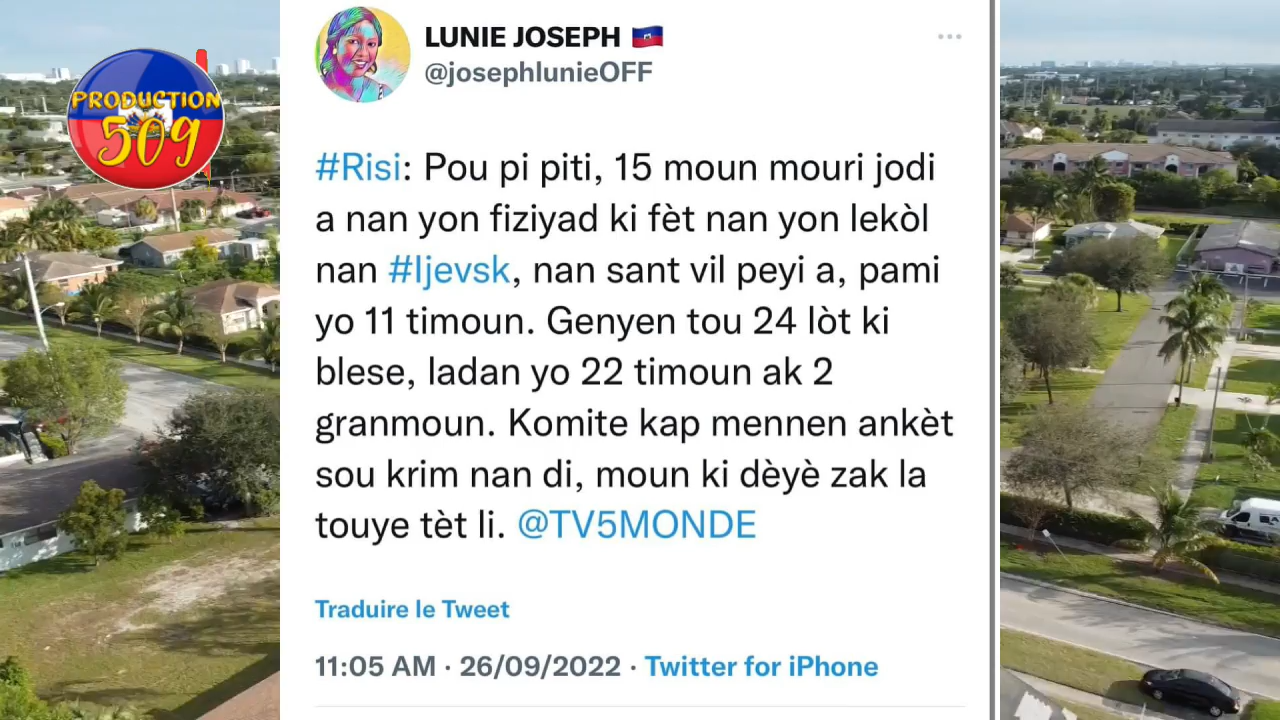 PRODUCTION
509
LUNIE JOSEPH 🇭🇹
@josephlunieOFF
#Risi: Pou pi piti, 15 moun mouri jodi
a nan yon fiziyad ki fèt nan yon lekòl
nan #Ijevsk, nan sant vil peyi a, pami
yo 11 timoun. Genyen tou 24 lòt ki
blese, ladan yo 22 timoun ak 2
granmoun. Komite kap mennen ankèt
sou krim nan di, moun ki dèyè zak la
touye tèt li. @TV5MONDE
Traduire le Tweet
11:05 AM · 26/09/2022 · Twitter for iPhone